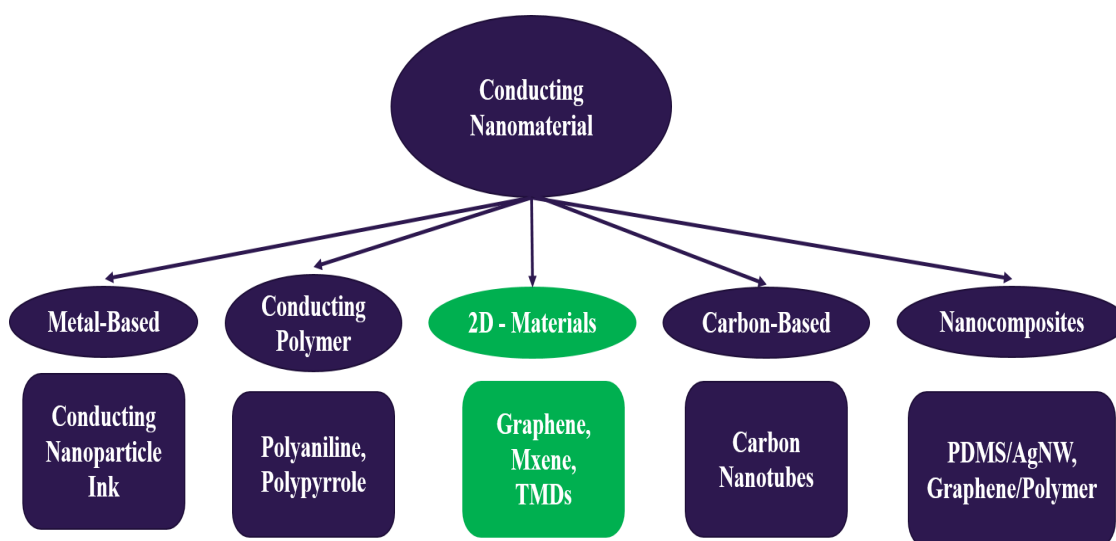 Conducting
Nanomaterial
Metal-Based
Conducting
Polymer
2D - Materials
Carbon-Based
Nanocomposites
Conducting
Nanoparticle
Ink
Polyaniline,
Polypyrrole
Graphene,
Mxene,
TMDs
Carbon
Nanotubes
PDMS/AgNW,
Graphene/Polymer